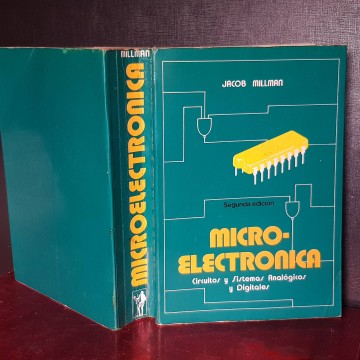 MILLMAN
MICROELECTRONICA
JACOB MILLMAN
Segunda edición
MICRO-
ELECTRONICA
Circuitos y Sistemas Analógicos
y Digitales